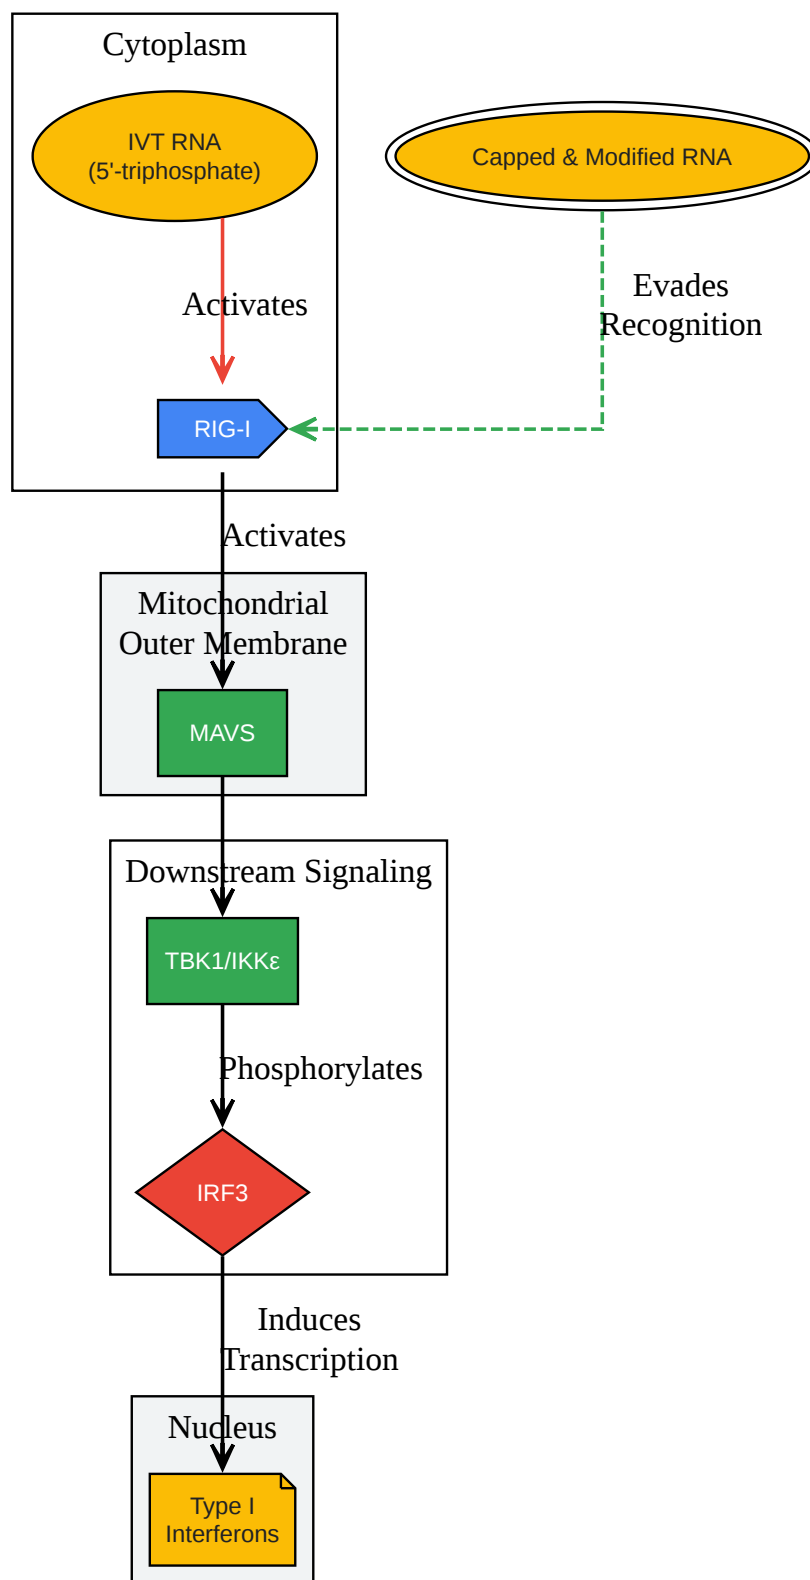 Cytoplasm
IVT RNA
(5'-triphosphate)
Capped & Modified RNA
Activates
Evades
Recognition
RIG-I
Activates
Mitochondrial
Outer Membrane
MAVS
Downstream Signaling
TBK1/IKKε
Phosphorylates
IRF3
Induces
Transcription
Nucleus
Type I
Interferons